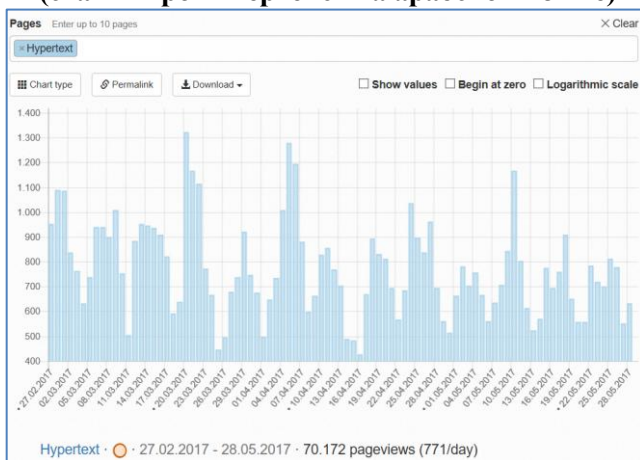 Pages Enter up to 10 pages × Clear
× Hypertext
Chart type Permalink Download Show values Begin at zero Logarithmic scale
1.400
1.300
1.200
1.100
1.000
900
800
700
600
500
400
• 27.02.2017 02.03.2017 05.03.2017 08.03.2017 11.03.2017 14.03.2017 17.03.2017 • 20.03.2017 23.03.2017 26.03.2017 29.03.2017 01.04.2017 04.04.2017 07.04.2017 • 10.04.2017 13.04.2017 16.04.2017 19.04.2017 22.04.2017 25.04.2017 28.04.2017 • 01.05.2017 04.05.2017 07.05.2017 10.05.2017 13.05.2017 16.05.2017 19.05.2017 • 22.05.2017 25.05.2017 28.05.2017
Hypertext · 27.02.2017 - 28.05.2017 · 70.172 pageviews (771/day)